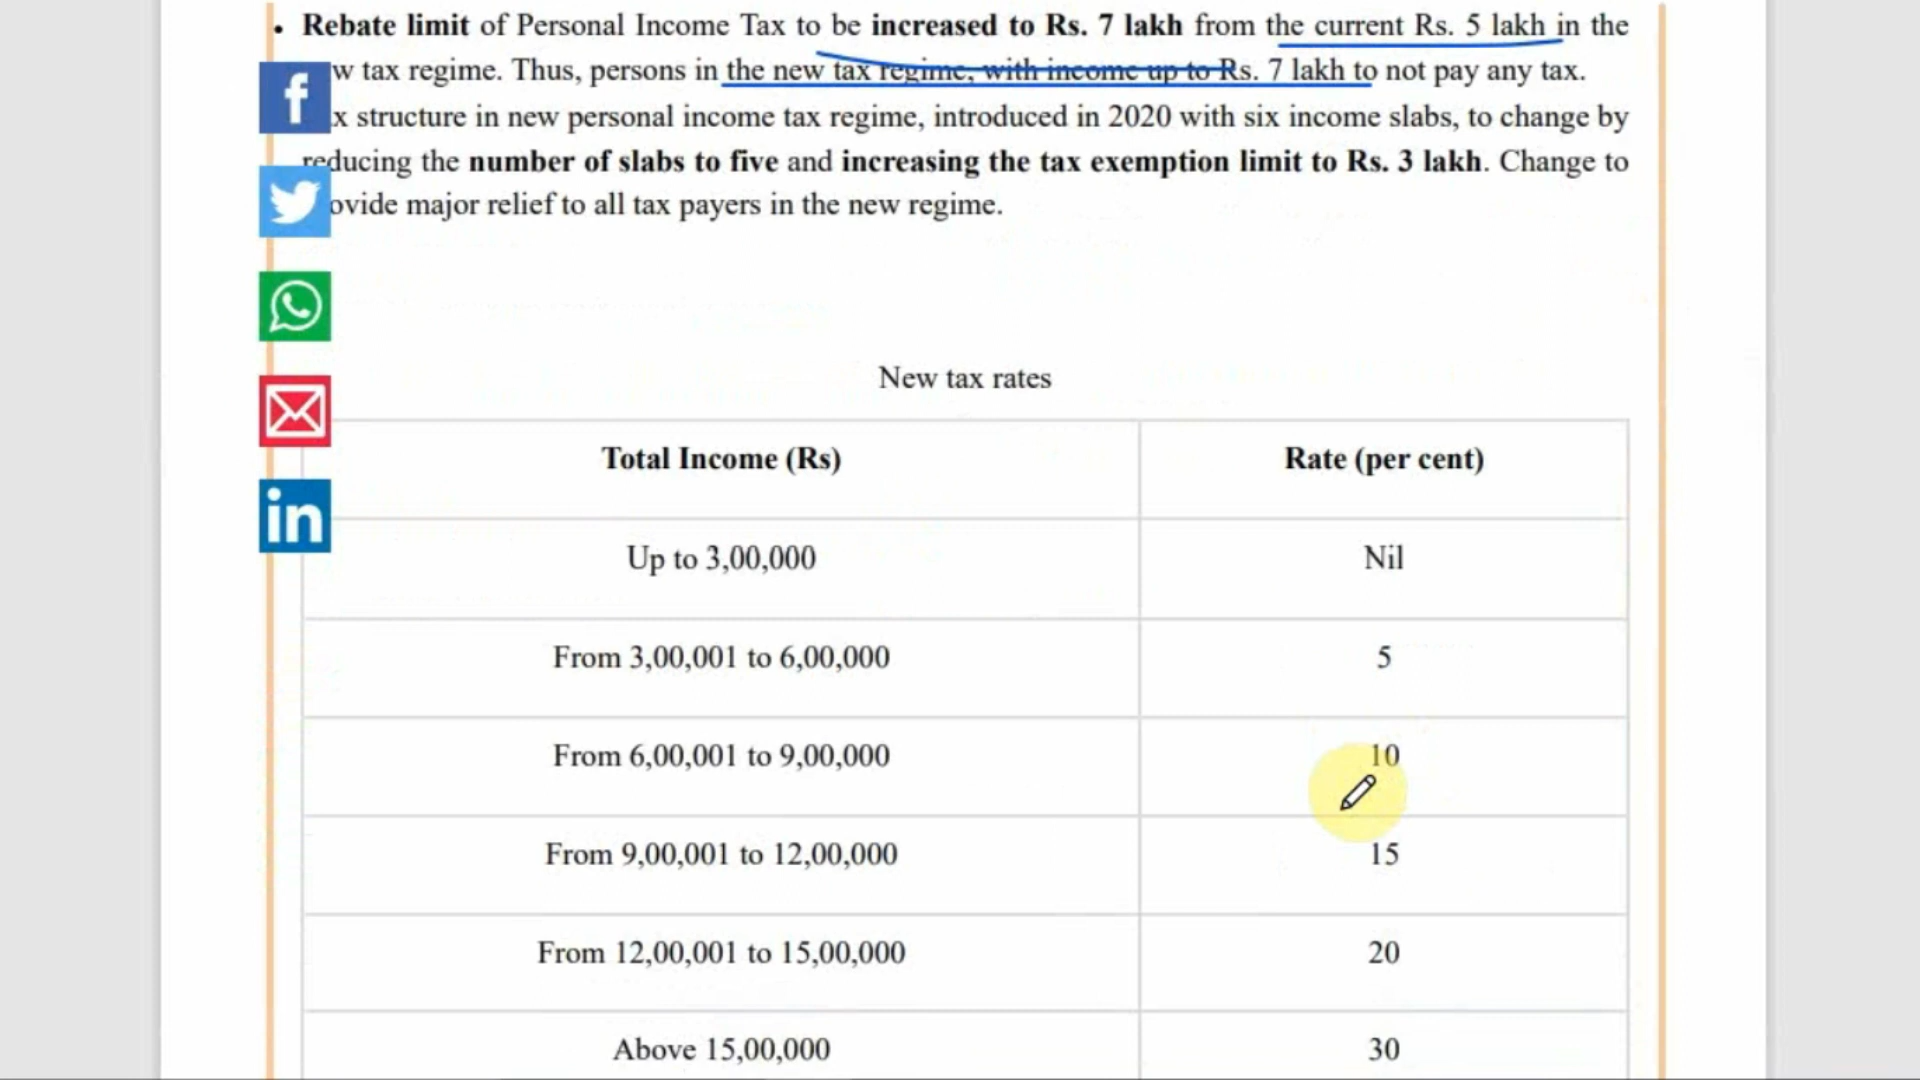 • Rebate limit of Personal Income Tax to be increased to Rs. 7 lakh from the current Rs. 5 lakh in the
w tax regime. Thus, persons in the new tax regime, with income up to Rs. 7 lakh to not pay any tax.
x structure in new personal income tax regime, introduced in 2020 with six income slabs, to change by
reducing the number of slabs to five and increasing the tax exemption limit to Rs. 3 lakh. Change to
ovide major relief to all tax payers in the new regime.
f
in
New tax rates
Total Income (Rs) Rate (per cent)
Up to 3,00,000 Nil
From 3,00,001 to 6,00,000 5
From 6,00,001 to 9,00,000 10
From 9,00,001 to 12,00,000 15
From 12,00,001 to 15,00,000 20
Above 15,00,000 30